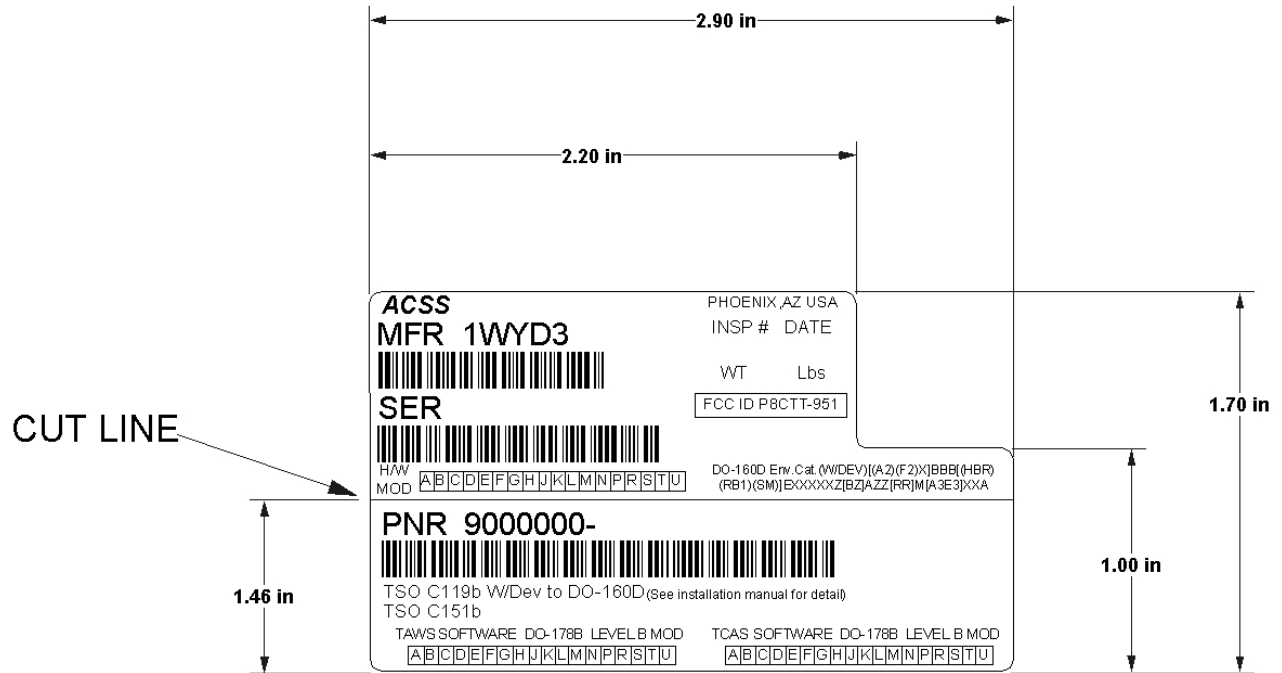 2.90 in
2.20 in
ACSS
PHOENIX ,AZ USA
MFR 1WYD3
INSP # DATE
WT Lbs
SER
FCC ID P8CTT-951
1.70 in
CUT LINE
H/W
MOD ABCDEFGHJKLMNPRSTU
DO-160D Env.Cat.(W/DEV)[(A2)(F2)X]BBB[(HBR)
(RB1)(SM)]EXXXXXZ[BZ]AZZ[RR]M[A3E3]XXA
PNR 9000000-
1.00 in
1.46 in
TSO C119b W/Dev to DO-160D(See installation manual for detail)
TSO C151b
TAWS SOFTWARE DO-178B LEVEL B MOD
TCAS SOFTWARE DO-178B LEVEL B MOD
ABCDEFGHJKLMNPRSTU
ABCDEFGHJKLMNPRSTU